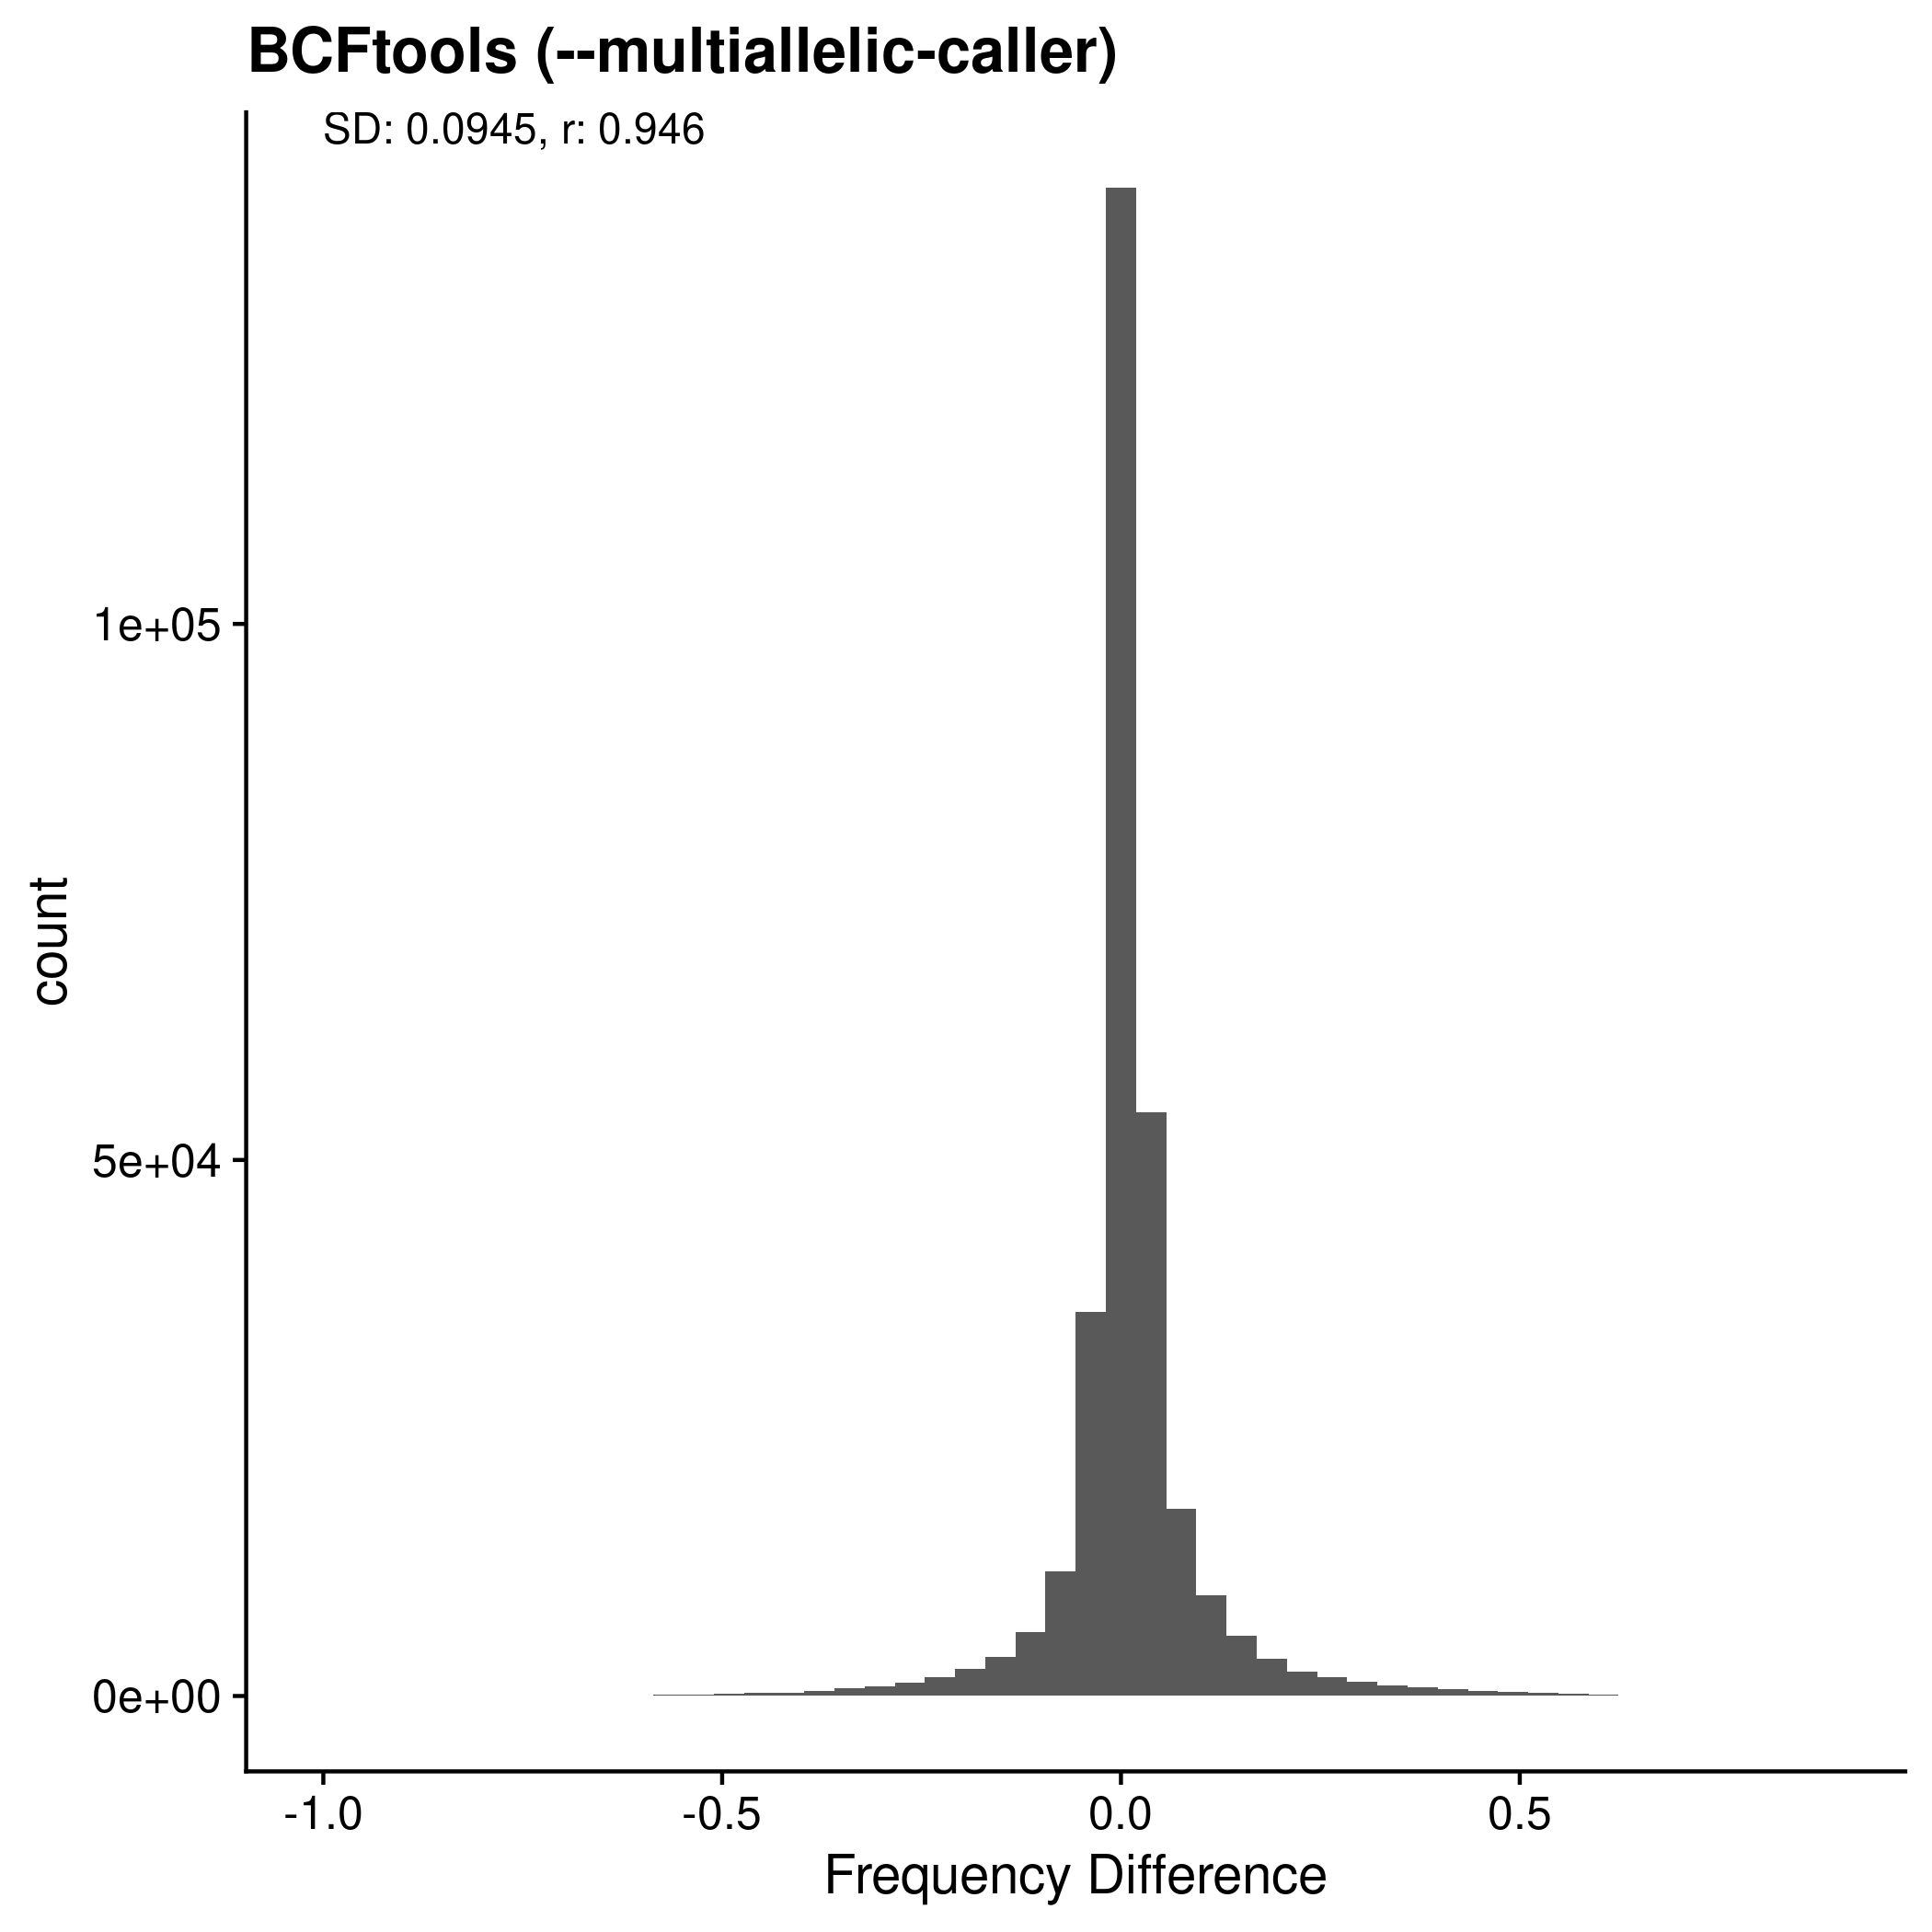 BCFtools (--multiallelic-caller)
SD: 0.0945, r: 0.946
count
1e+05
5e+04
0e+00
-1.0 -0.5 0.0 0.5
Frequency Difference